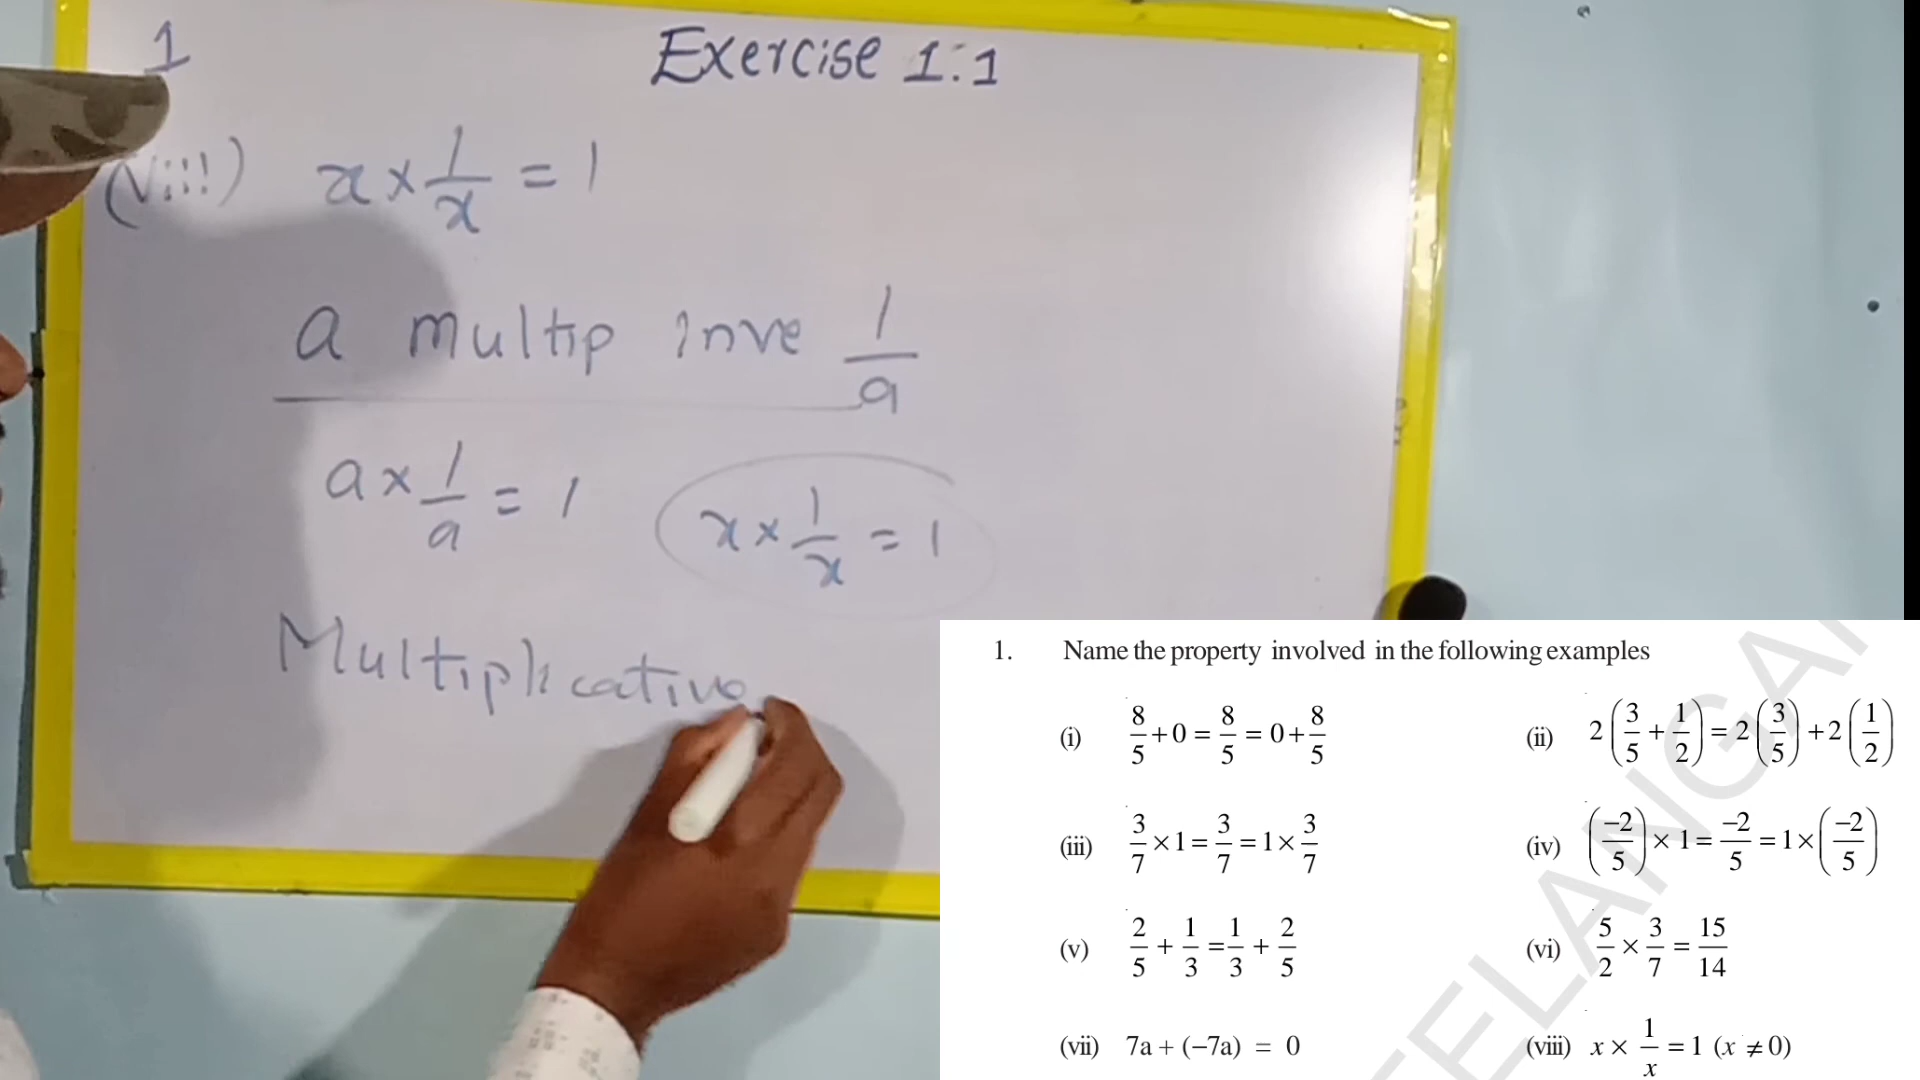 1
Exercise 1.1
(viii) x × 1/x = 1
a multip inve 1/a
a × 1/a = 1
x × 1/x = 1
Multiplicative
1. Name the property involved in the following examples
(i) 8/5 + 0 = 8/5 = 0 + 8/5
(ii) 2(3/5 + 1/2) = 2(3/5) + 2(1/2)
(iii) 3/7 × 1 = 3/7 = 1 × 3/7
(iv) (−2/5) × 1 = −2/5 = 1 × (−2/5)
(v) 2/5 + 1/3 = 1/3 + 2/5
(vi) 5/2 × 3/7 = 15/14
(vii) 7a + (−7a) = 0
(viii) x × 1/x = 1 (x ≠ 0)